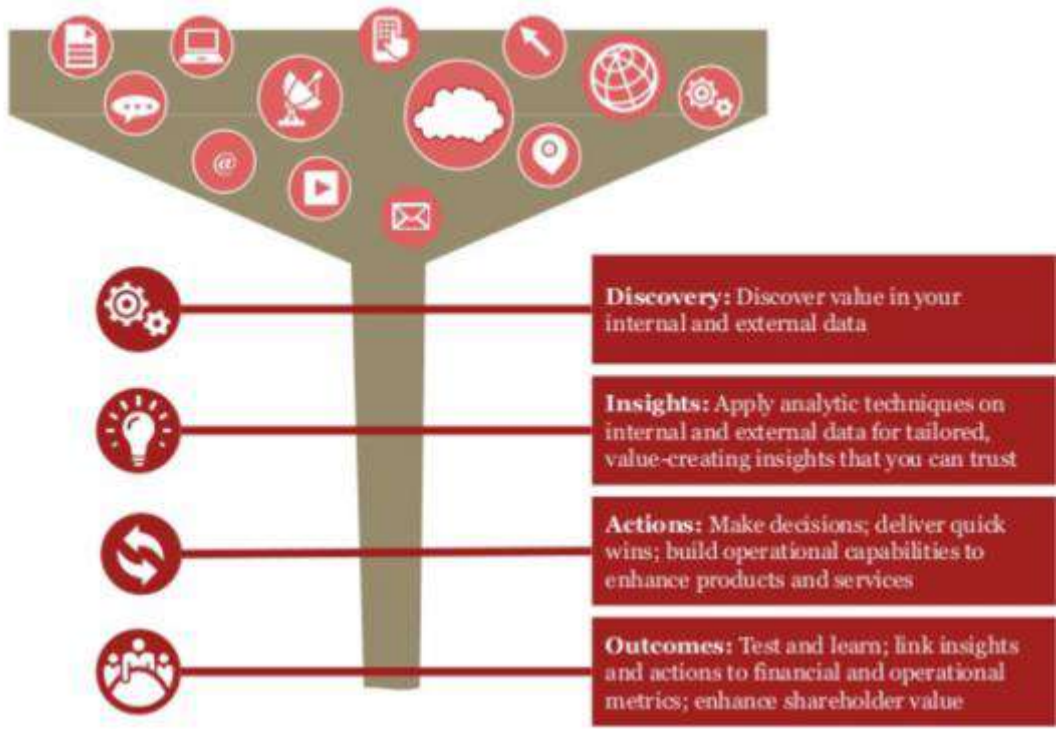 @
Discovery: Discover value in your
internal and external data
Insights: Apply analytic techniques on
internal and external data for tailored,
value-creating insights that you can trust
Actions: Make decisions; deliver quick
wins; build operational capabilities to
enhance products and services
Outcomes: Test and learn; link insights
and actions to financial and operational
metrics; enhance shareholder value